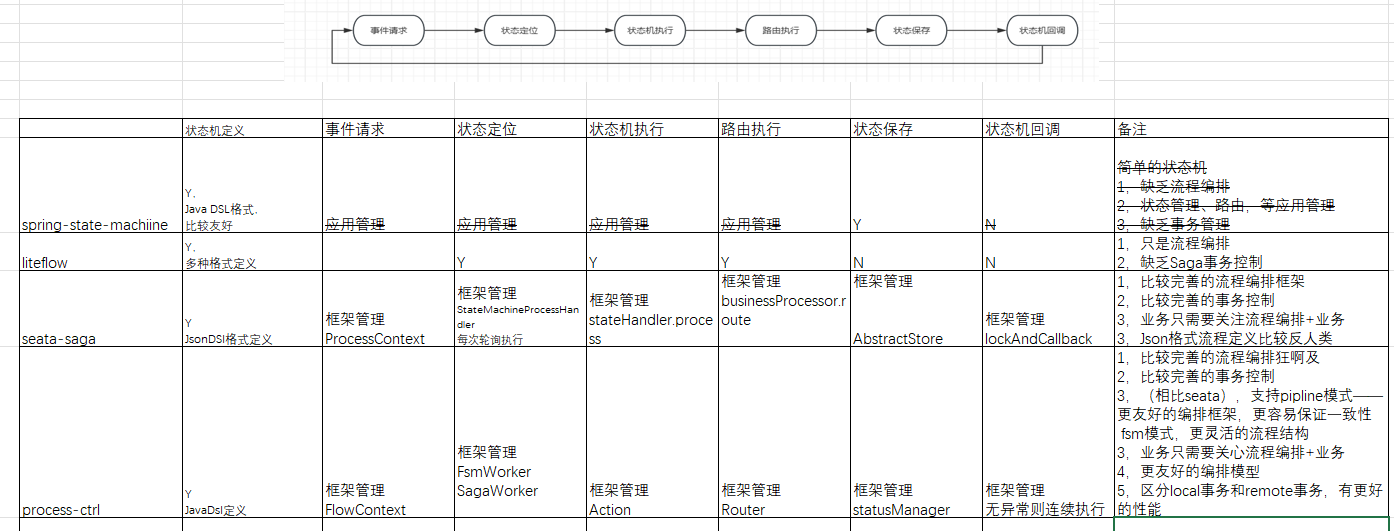 事件请求 状态定位 状态机执行 路由执行 状态保存 状态机回调
状态机定义 事件请求 状态定位 状态机执行 路由执行 状态保存 状态机回调 备注
简单的状态机
1，缺乏流程编排
2，状态管理、路由，等应用管理
3，缺乏事务管理
Y、
Java DSL格式，
比较友好
spring-state-machiine 应用管理 应用管理 应用管理 应用管理 Y N
Y、
多种格式定义
liteflow Y Y Y N N
1，只是流程编排
2，缺乏Saga事务控制
Y
JsonDSl格式定义
seata-saga
框架管理
ProcessContext
框架管理
StateMachineProcessHan
dler
每次轮询执行
框架管理
stateHandler.proce
ss
框架管理
businessProcessor.r
oute
框架管理
AbstractStore
框架管理
lockAndCallback
1，比较完善的流程编排框架
2，比较完善的事务控制
3，业务只需要关注流程编排+业务
3，Json格式流程定义比较反人类
process-ctrl
Y
JavaDsl定义
框架管理
FlowContext
框架管理
FsmWorker
SagaWorker
框架管理
Action
框架管理
Router
框架管理
statusManager
框架管理
无异常则连续执行
1，比较完善的流程编排狂啊及
2，比较完善的事务控制
3，（相比seata），支持pipline模式——
更友好的编排框架，更容易保证一致性
fsm模式，更灵活的流程结构
3，业务只需要关心流程编排+业务
4，更友好的编排模型
5，区分local事务和remote事务，有更好
的性能